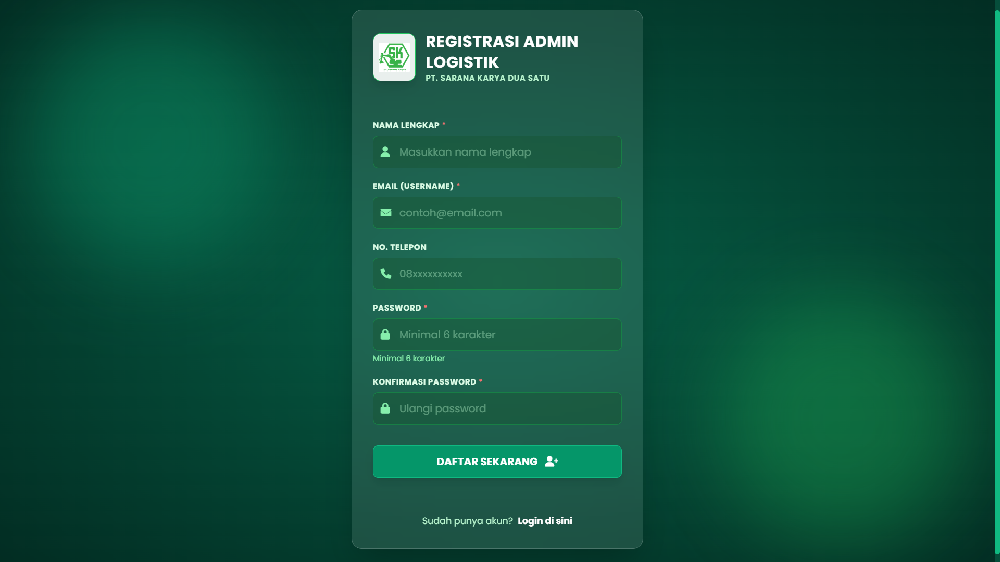 SK
PT. SARANA KARYA
REGISTRASI ADMIN
LOGISTIK
PT. SARANA KARYA DUA SATU
NAMA LENGKAP *
Masukkan nama lengkap
EMAIL (USERNAME) *
contoh@email.com
NO. TELEPON
08xxxxxxxxxx
PASSWORD *
Minimal 6 karakter
Minimal 6 karakter
KONFIRMASI PASSWORD *
Ulangi password
DAFTAR SEKARANG
Sudah punya akun? Login di sini